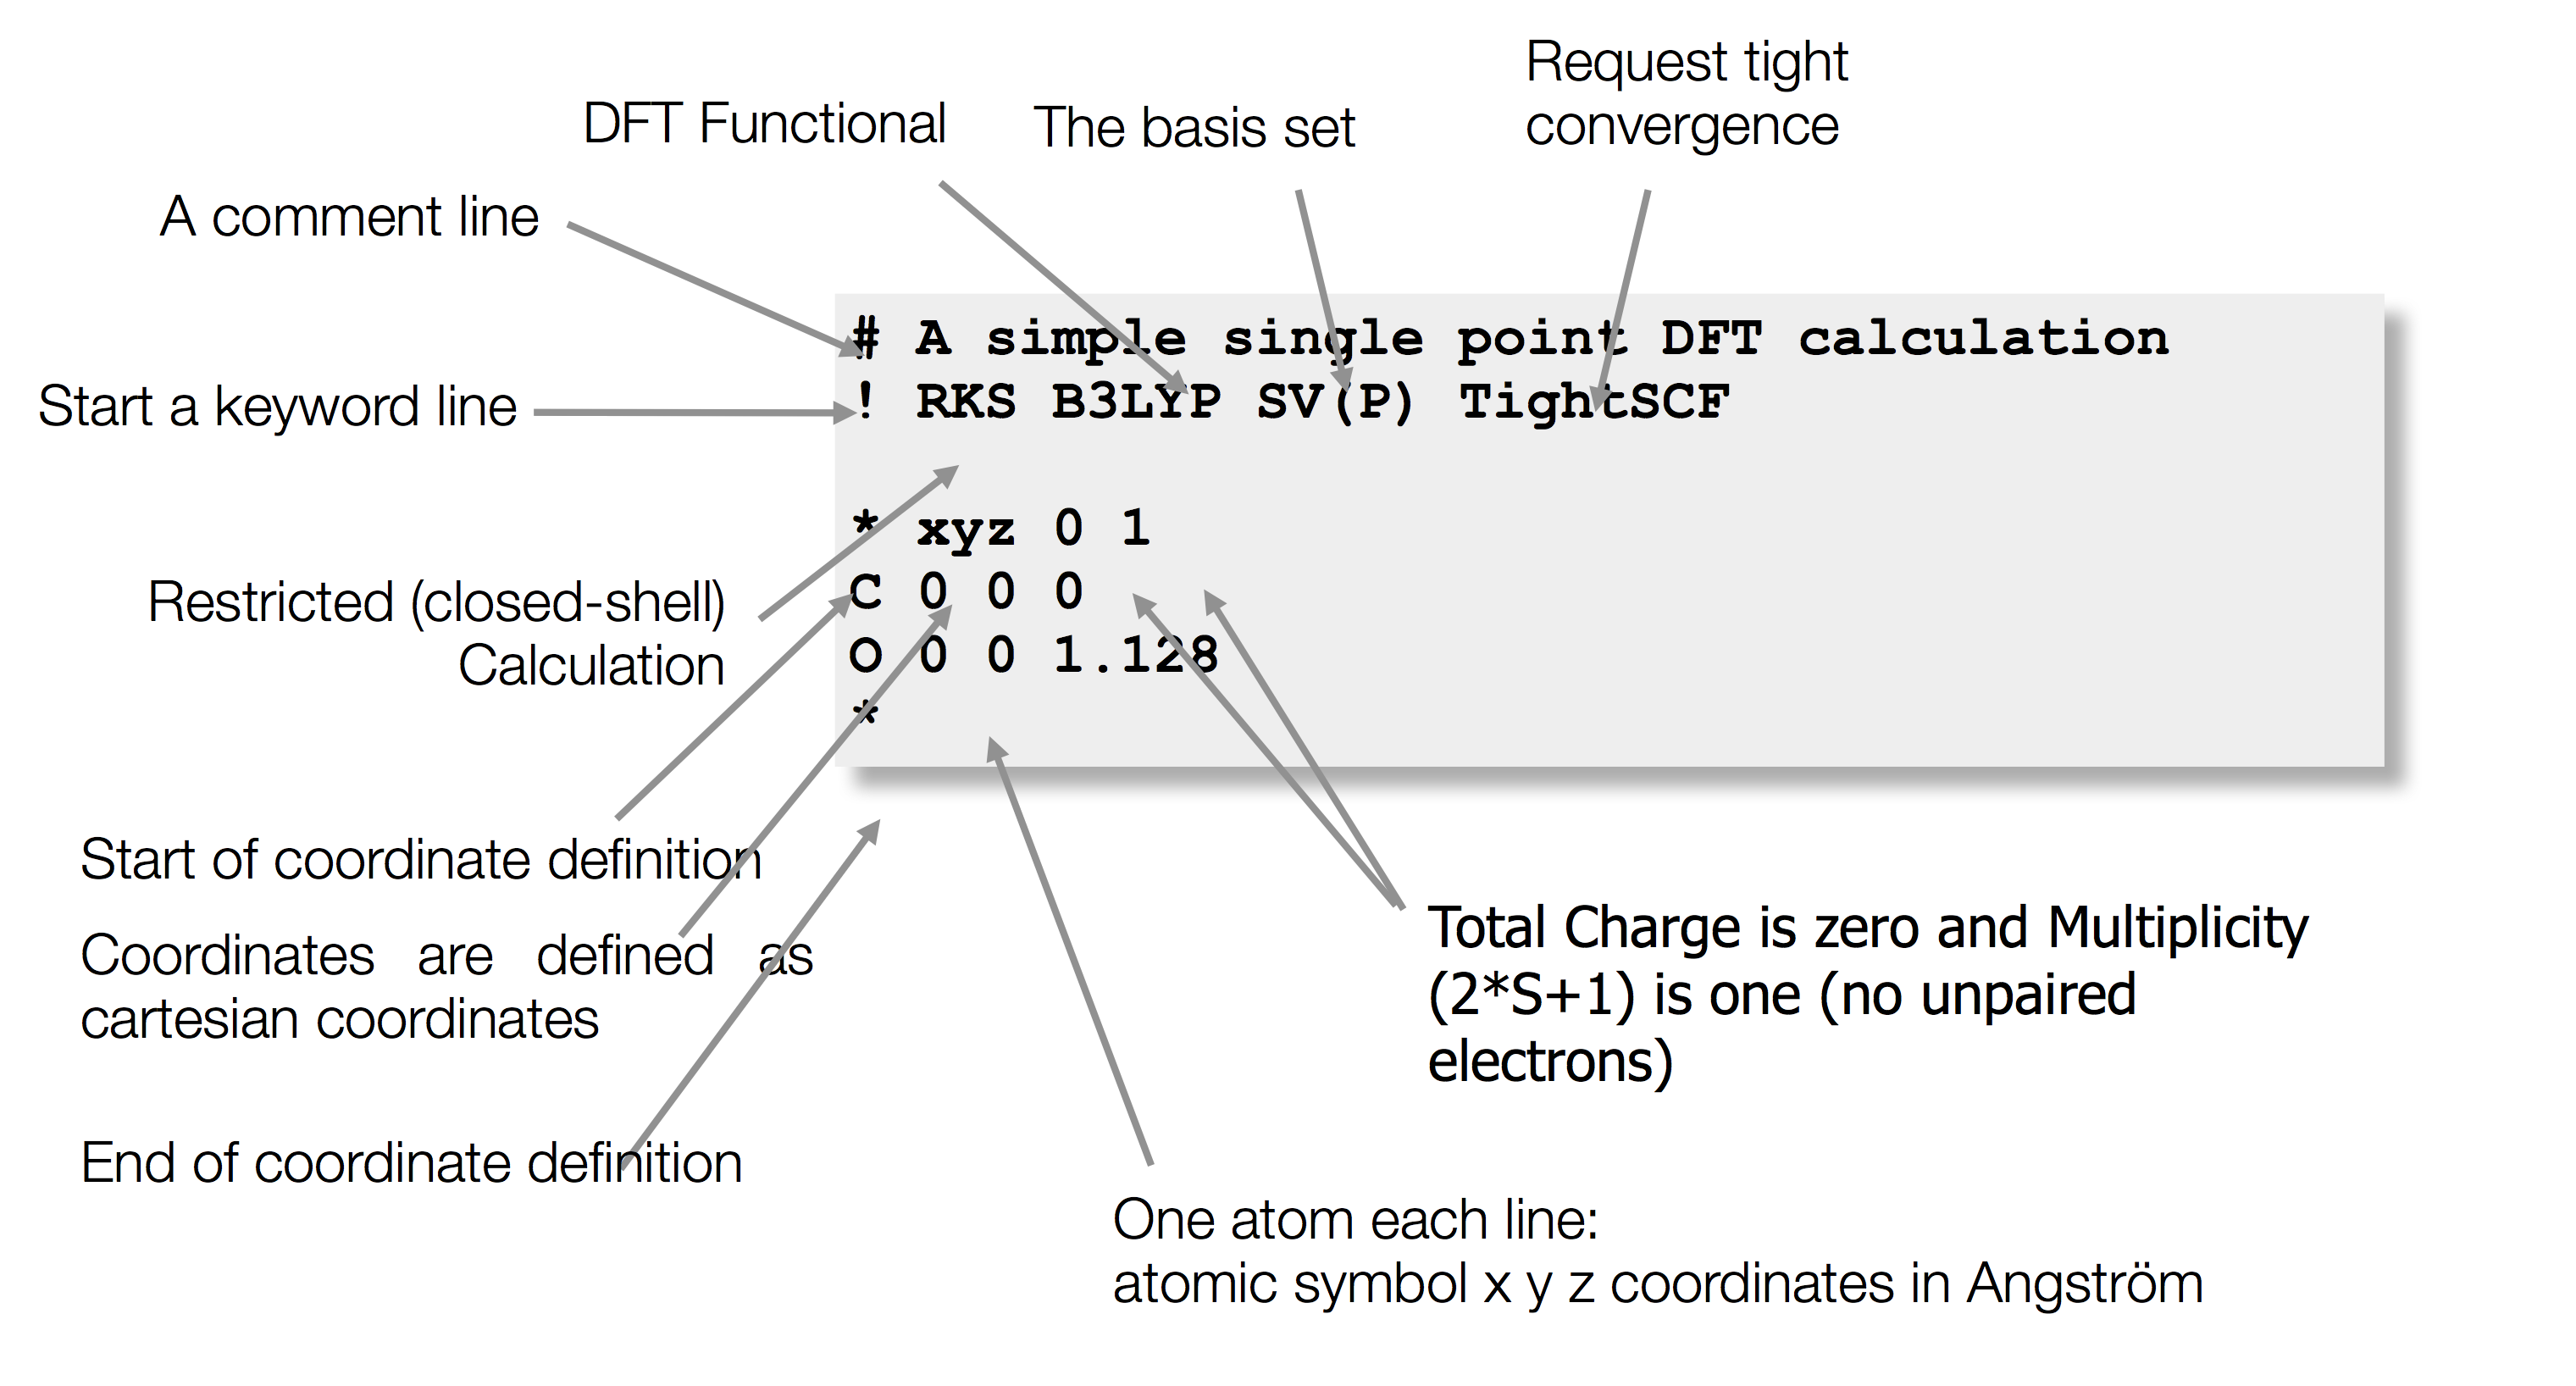 Request tight
convergence
DFT Functional
The basis set
A comment line
# A simple single point DFT calculation
Start a keyword line
! RKS B3LYP SV(P) TightSCF
* xyz 0 1
C 0 0 0
O 0 0 1.128
*
Restricted (closed-shell)
Calculation
Start of coordinate definition
Coordinates are defined as
cartesian coordinates
End of coordinate definition
Total Charge is zero and Multiplicity
(2*S+1) is one (no unpaired
electrons)
One atom each line:
atomic symbol x y z coordinates in Angström